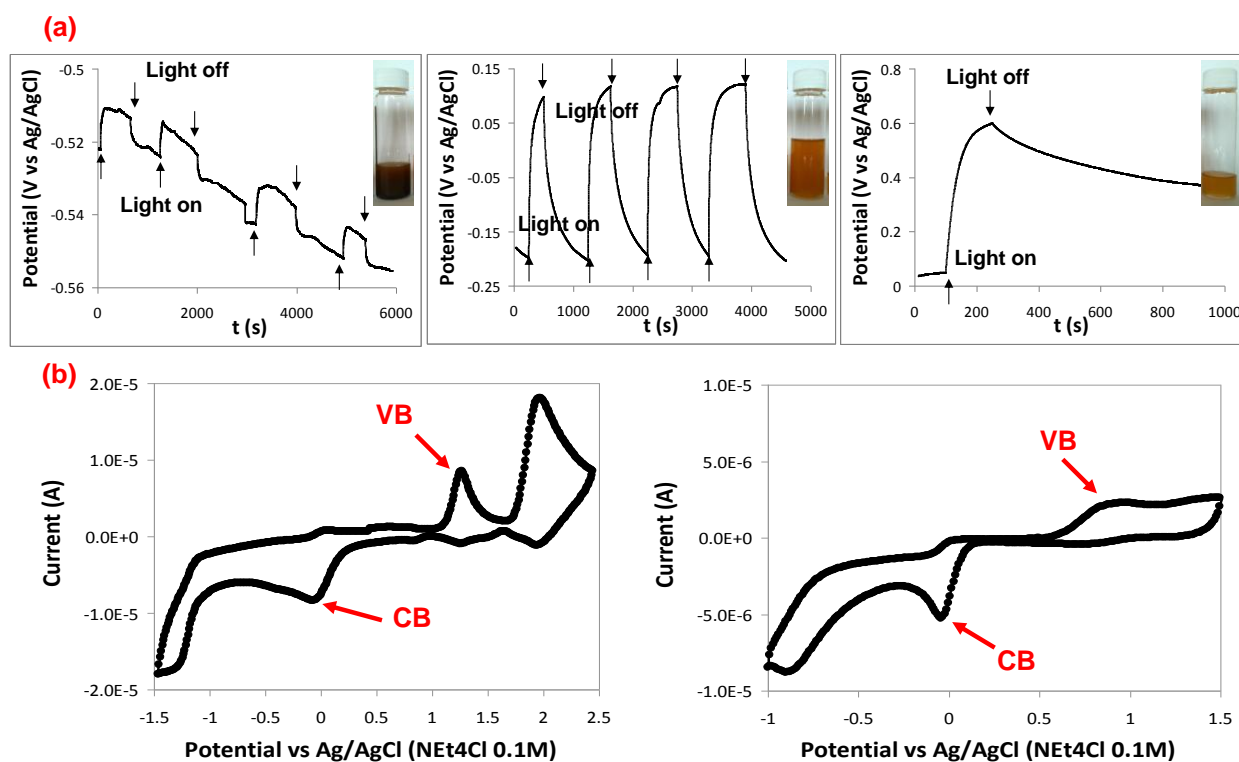 (a)
-0.5
-0.52
-0.54
-0.56
Potential (V vs Ag/AgCl)
Light off
Light on
0
2000
4000
6000
t (s)
0.15
0.05
-0.05
-0.15
-0.25
Potential (V vs Ag/AgCl)
Light off
Light on
0
1000
2000
3000
4000
5000
t (s)
0.8
0.6
0.4
0.2
0
Potential (V vs Ag/AgCl)
Light off
Light on
0
200
400
600
800
1000
t (s)
(b)
2.0E-5
1.0E-5
0.0E+0
-1.0E-5
-2.0E-5
Current (A)
VB
CB
-1.5
-1
-0.5
0
0.5
1
1.5
2
2.5
Potential vs Ag/AgCl (NEt4Cl 0.1M)
1.0E-5
5.0E-6
0.0E+0
-5.0E-6
-1.0E-5
Current (A)
VB
CB
-1
-0.5
0
0.5
1
1.5
Potential vs Ag/AgCl (NEt4Cl 0.1M)